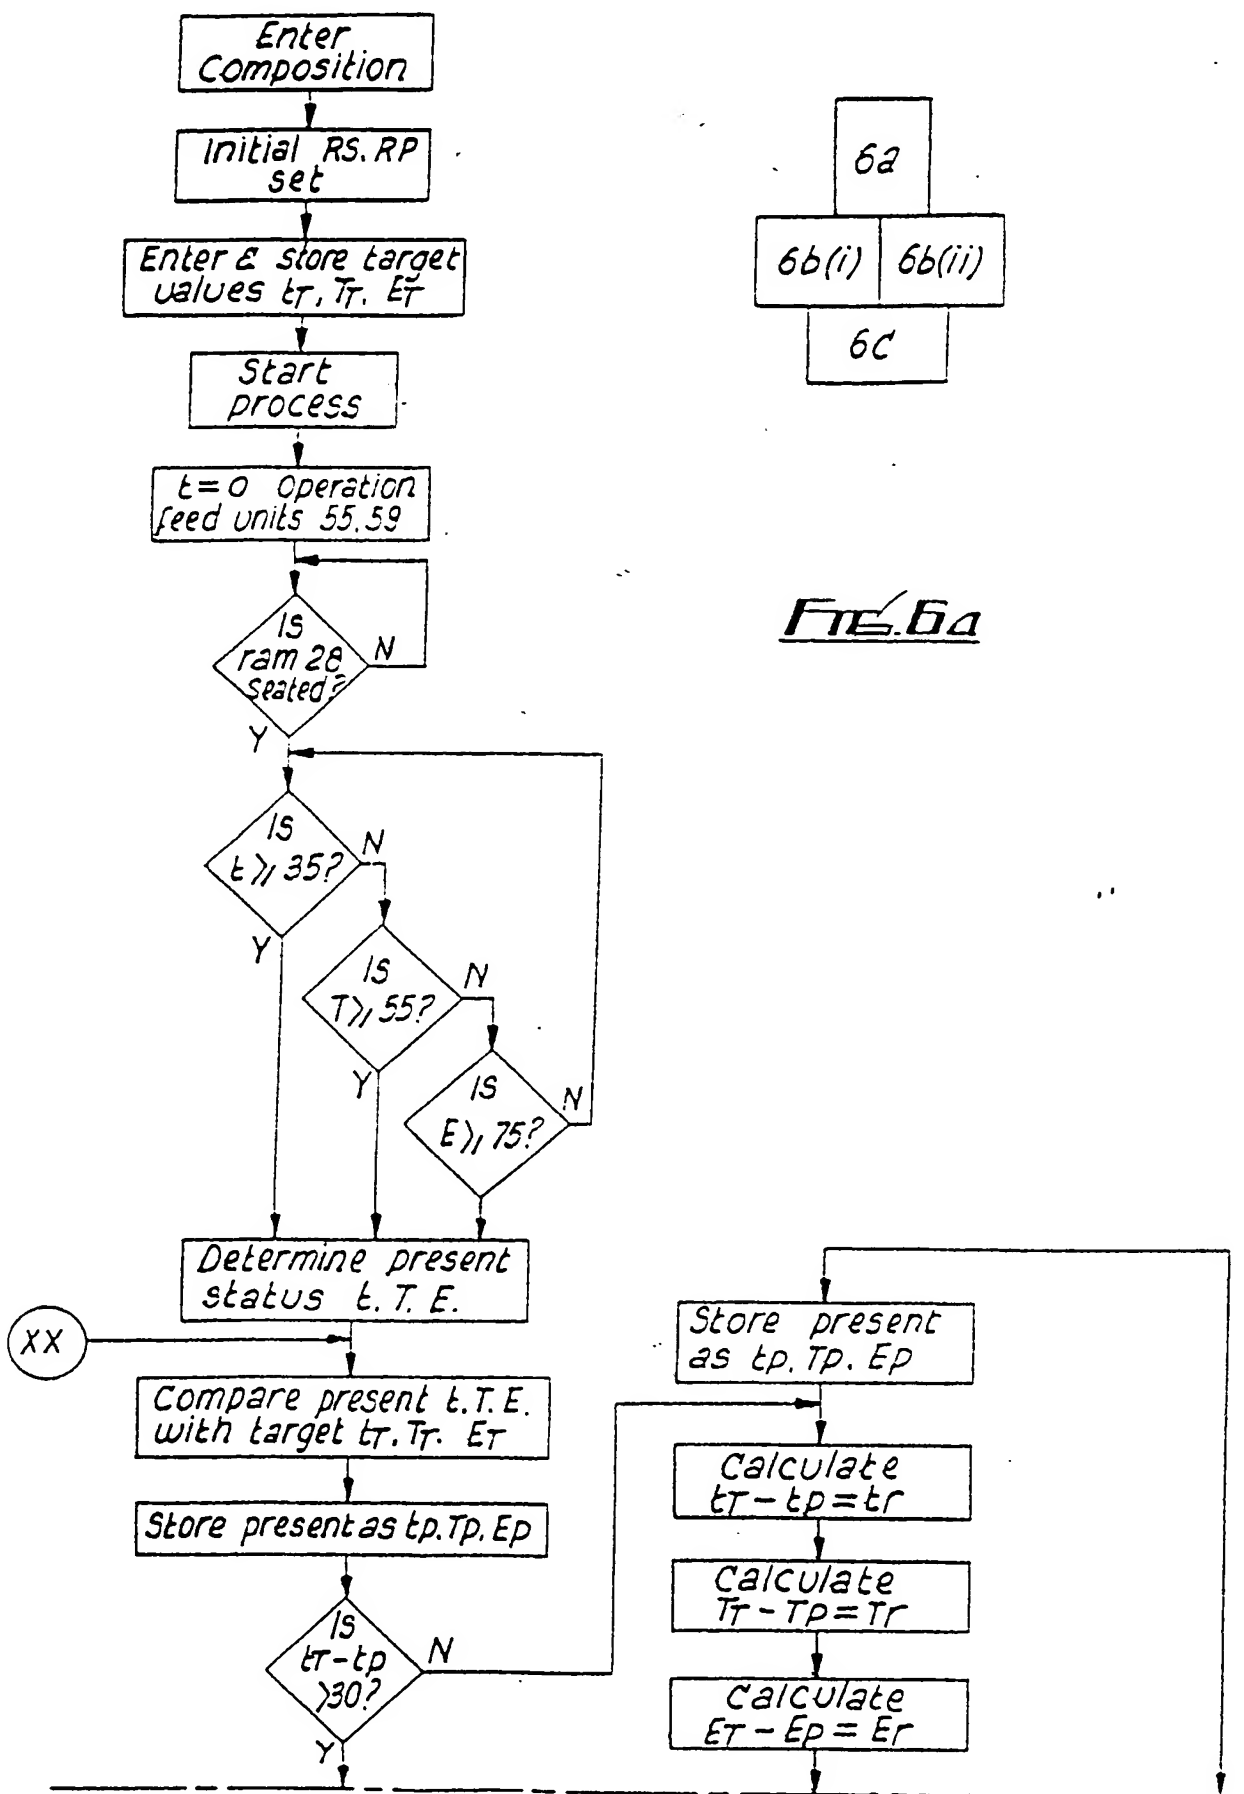 Enter
Composition
Initial RS. RP
set
Enter & store target
values tT. TT. ET
Start
process
t=0 operation
feed units 55.59
Is
ram 28
seated?
N
Y
Is
t⩾35?
N
Y
Is
T⩾55?
N
Y
Is
E⩾75?
N
Determine present
status t. T. E.
XX
Compare present t.T.E.
with target tT. TT. ET
Store present as tp. Tp. Ep
Is
tT-tp
>30?
N
Y
6a
6b(i)
6b(ii)
6c
FIG. 6a
Store present
as tp. Tp. Ep
Calculate
tT-tp=tr
Calculate
TT-Tp=Tr
Calculate
ET-Ep=Er